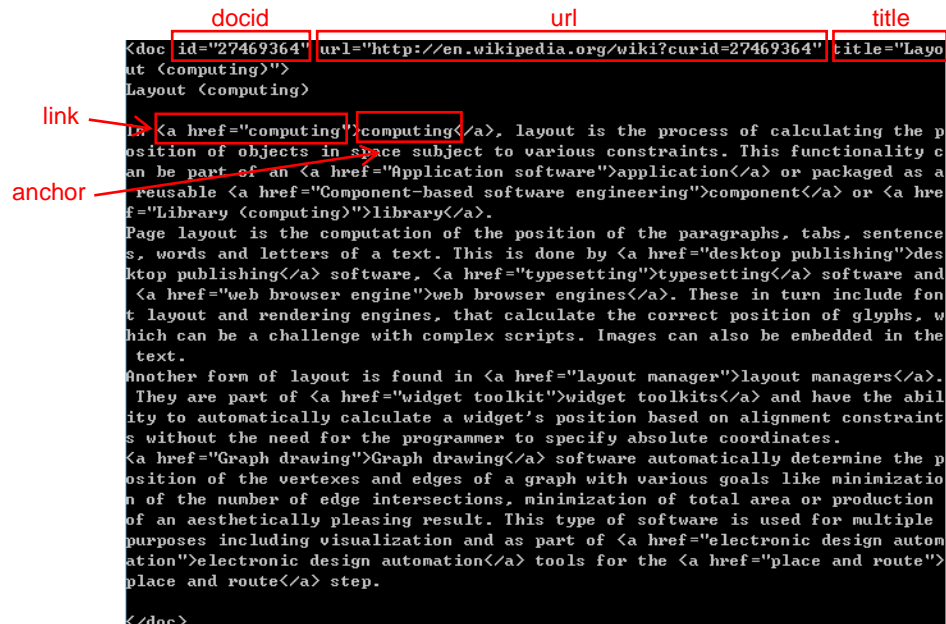 docid url title
<doc id="27469364" url="http://en.wikipedia.org/wiki?curid=27469364" title="Layo
ut (computing)">
Layout (computing)
link
In <a href="computing">computing</a>, layout is the process of calculating the p
osition of objects in space subject to various constraints. This functionality c
an be part of an <a href="Application software">application</a> or packaged as a
anchor
reusable <a href="Component-based software engineering">component</a> or <a hre
f="Library (computing)">library</a>.
Page layout is the computation of the position of the paragraphs, tabs, sentence
s, words and letters of a text. This is done by <a href="desktop publishing">des
ktop publishing</a> software, <a href="typesetting">typesetting</a> software and
<a href="web browser engine">web browser engines</a>. These in turn include fon
t layout and rendering engines, that calculate the correct position of glyphs, w
hich can be a challenge with complex scripts. Images can also be embedded in the
text.
Another form of layout is found in <a href="layout manager">layout managers</a>.
They are part of <a href="widget toolkit">widget toolkits</a> and have the abil
ity to automatically calculate a widget's position based on alignment constraint
s without the need for the programmer to specify absolute coordinates.
<a href="Graph drawing">Graph drawing</a> software automatically determine the p
osition of the vertexes and edges of a graph with various goals like minimizatio
n of the number of edge intersections, minimization of total area or production
of an aesthetically pleasing result. This type of software is used for multiple
purposes including visualization and as part of <a href="electronic design autom
ation">electronic design automation</a> tools for the <a href="place and route">
place and route</a> step.
</doc>